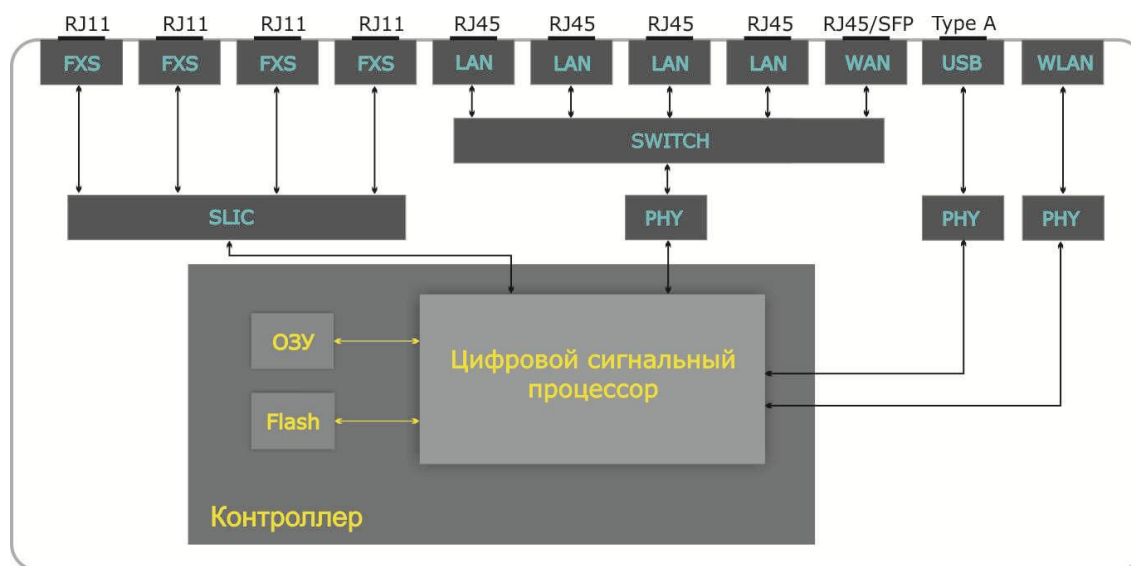 RJ11 RJ11 RJ11 RJ11 RJ45 RJ45 RJ45 RJ45 RJ45/SFP Type A
FXS FXS FXS FXS LAN LAN LAN LAN WAN USB WLAN
SWITCH
SLIC PHY PHY PHY
ОЗУ
Цифровой сигнальный
процессор
Flash
Контроллер